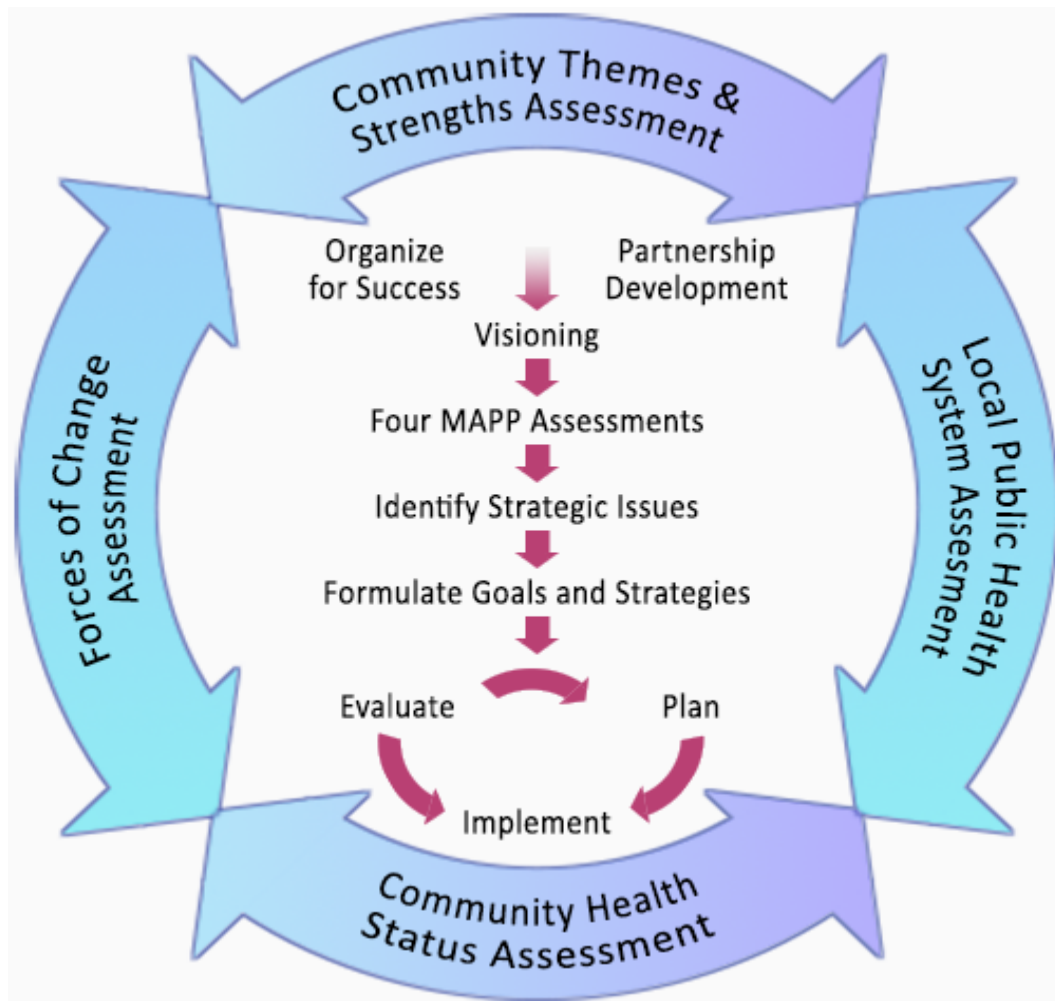 Community Themes &
Strengths Assessment
Organize
for Success
Partnership
Development
Visioning
Four MAPP Assessments
Identify Strategic Issues
Formulate Goals and Strategies
Evaluate
Plan
Implement
Forces of Change
Assessment
Local Public Health
System Assessment
Community Health
Status Assessment